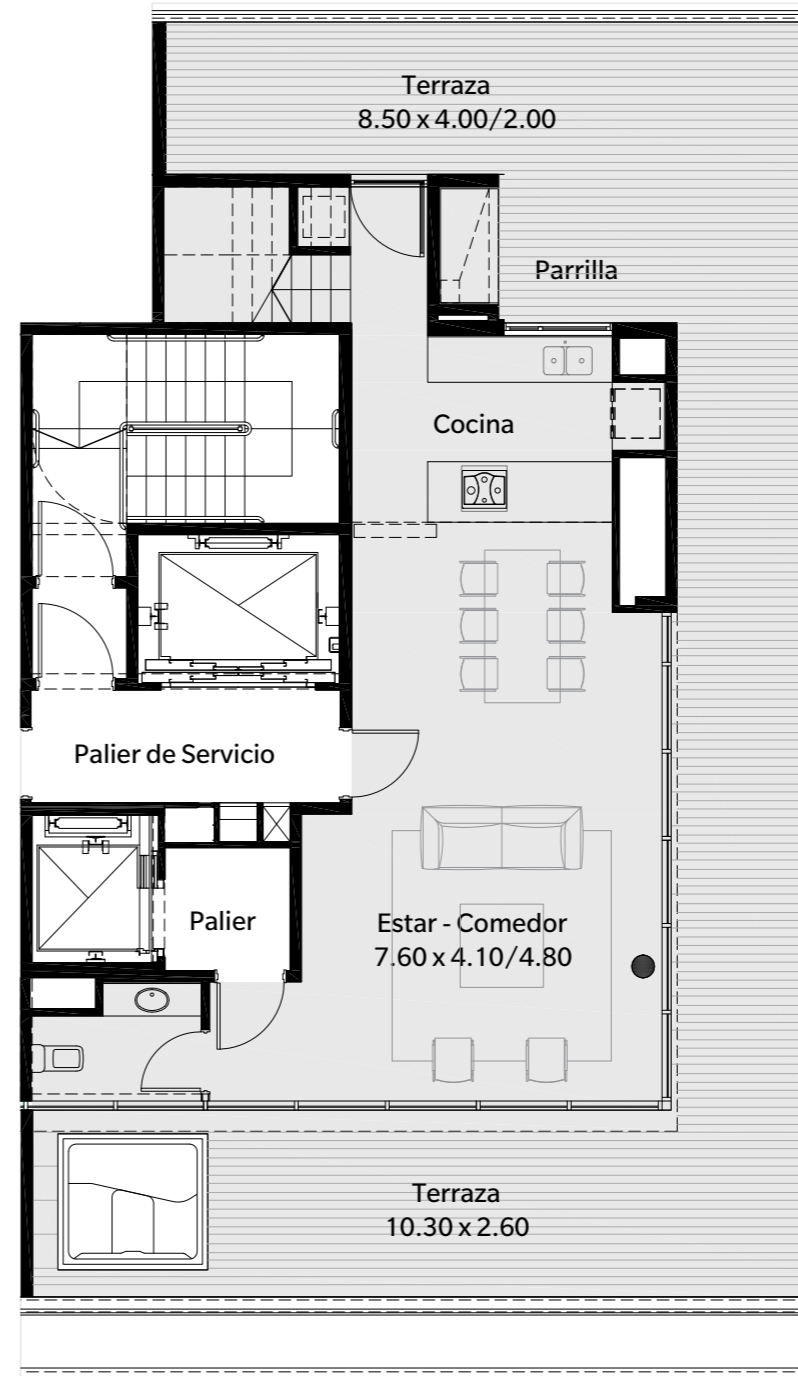 Terraza
8.50 x 4.00/2.00
Parrilla
Cocina
Palier de Servicio
Palier
Estar - Comedor
7.60 x 4.10/4.80
Terraza
10.30 x 2.60